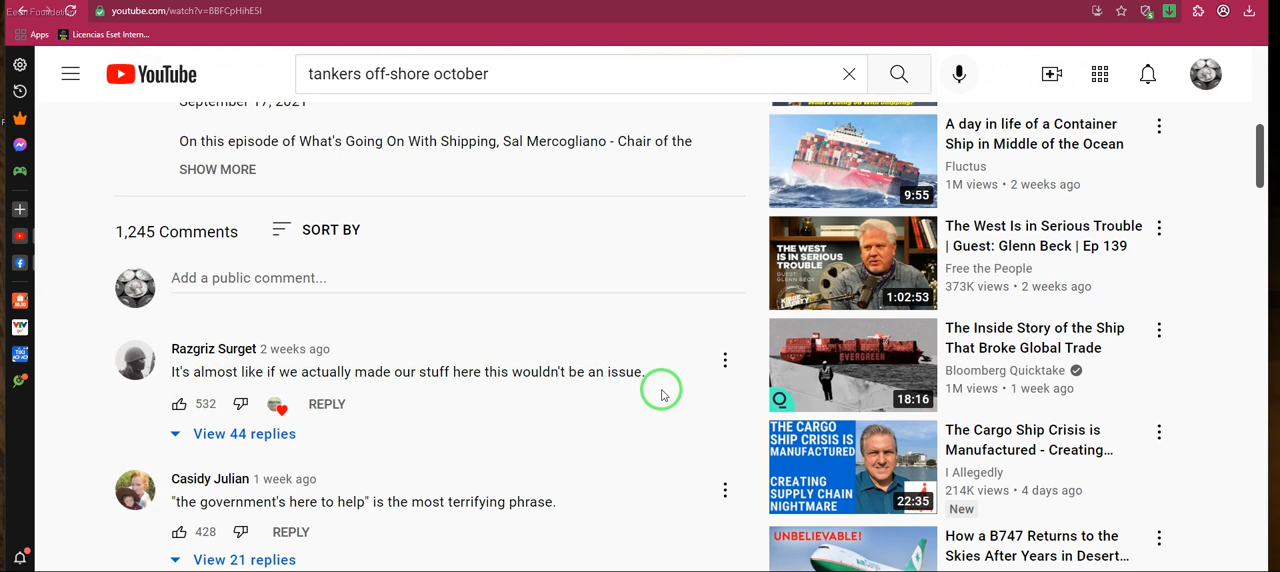 Eesti Foundation
youtube.com/watch?v=BBFCpHihE5I
Apps
Licencias Eset Intern...
YouTube
tankers off-shore october
September 17, 2021
On this episode of What's Going On With Shipping, Sal Mercogliano - Chair of the
SHOW MORE
1,245 Comments
SORT BY
Add a public comment...
Razgriz Surget 2 weeks ago
It's almost like if we actually made our stuff here this wouldn't be an issue.
532
REPLY
View 44 replies
Casidy Julian 1 week ago
"the government's here to help" is the most terrifying phrase.
428
REPLY
View 21 replies
9:55
A day in life of a Container
Ship in Middle of the Ocean
Fluctus
1M views • 2 weeks ago
THE WEST
IS IN SERIOUS
TROUBLE
GUEST:
GLENN BECK
1:02:53
The West Is in Serious Trouble
| Guest: Glenn Beck | Ep 139
Free the People
373K views • 2 weeks ago
EVERGREEN
18:16
The Inside Story of the Ship
That Broke Global Trade
Bloomberg Quicktake
1M views • 1 week ago
THE CARGO
SHIP CRISIS IS
MANUFACTURED
CREATING
SUPPLY CHAIN
NIGHTMARE
22:35
The Cargo Ship Crisis is
Manufactured - Creating...
I Allegedly
214K views • 4 days ago
New
UNBELIEVABLE!
How a B747 Returns to the
Skies After Years in Desert...